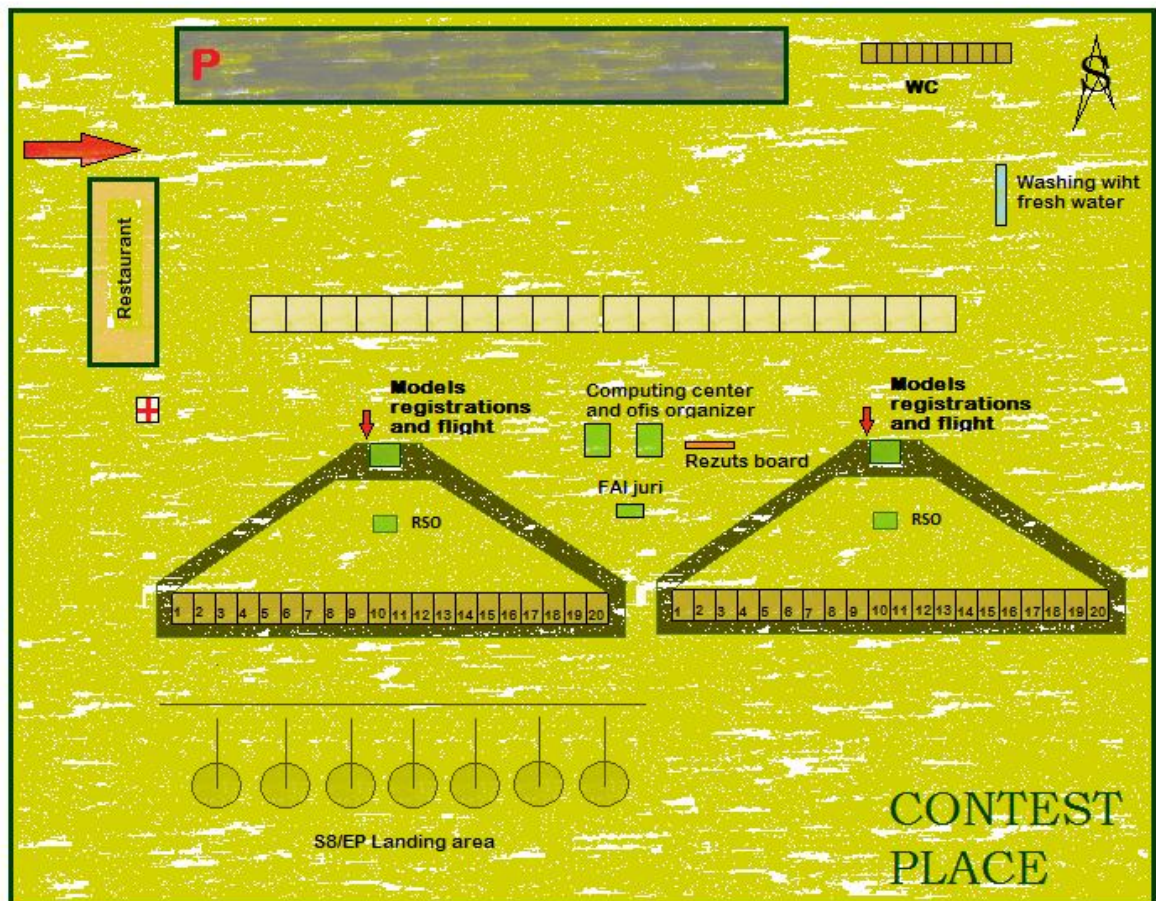 P
WC
S
Washing wiht
fresh water
Restaurant
Models
registrations
and flight
Computing center
and ofis organizer
Models
registrations
and flight
Rezuts board
FAI juri
RSO
RSO
1 2 3 4 5 6 7 8 9 10 11 12 13 14 15 16 17 18 19 20
1 2 3 4 5 6 7 8 9 10 11 12 13 14 15 16 17 18 19 20
S8/EP Landing area
CONTEST
PLACE